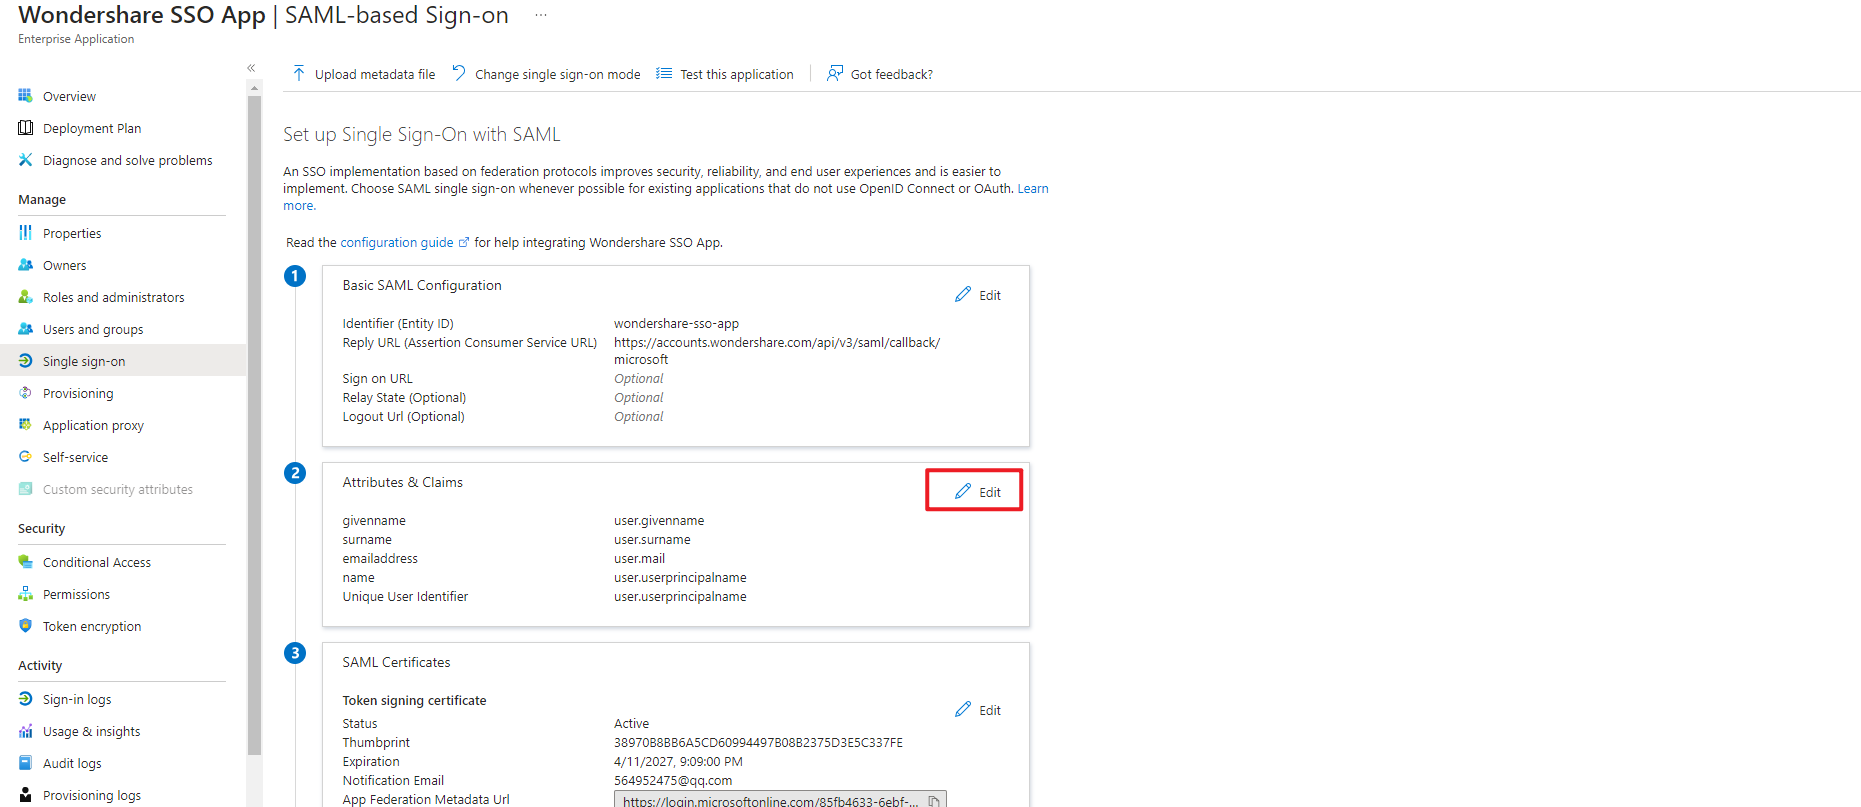 Wondershare SSO App | SAML-based Sign-on ...
Enterprise Application
«
Upload metadata file
Change single sign-on mode
Test this application
Got feedback?
Overview
Deployment Plan
Diagnose and solve problems
Manage
Properties
Owners
Roles and administrators
Users and groups
Single sign-on
Provisioning
Application proxy
Self-service
Custom security attributes
Security
Conditional Access
Permissions
Token encryption
Activity
Sign-in logs
Usage & insights
Audit logs
Provisioning logs
Set up Single Sign-On with SAML
An SSO implementation based on federation protocols improves security, reliability, and end user experiences and is easier to
implement. Choose SAML single sign-on whenever possible for existing applications that do not use OpenID Connect or OAuth. Learn
more.
Read the configuration guide for help integrating Wondershare SSO App.
1
Basic SAML Configuration
Edit
Identifier (Entity ID) wondershare-sso-app
Reply URL (Assertion Consumer Service URL) https://accounts.wondershare.com/api/v3/saml/callback/
microsoft
Sign on URL Optional
Relay State (Optional) Optional
Logout Url (Optional) Optional
2
Attributes & Claims
Edit
givenname user.givenname
surname user.surname
emailaddress user.mail
name user.userprincipalname
Unique User Identifier user.userprincipalname
3
SAML Certificates
Token signing certificate
Edit
Status Active
Thumbprint 38970B8BB6A5CD60994497B08B2375D3E5C337FE
Expiration 4/11/2027, 9:09:00 PM
Notification Email 564952475@qq.com
App Federation Metadata Url https://login.microsoftonline.com/85fb4633-6ebf-...